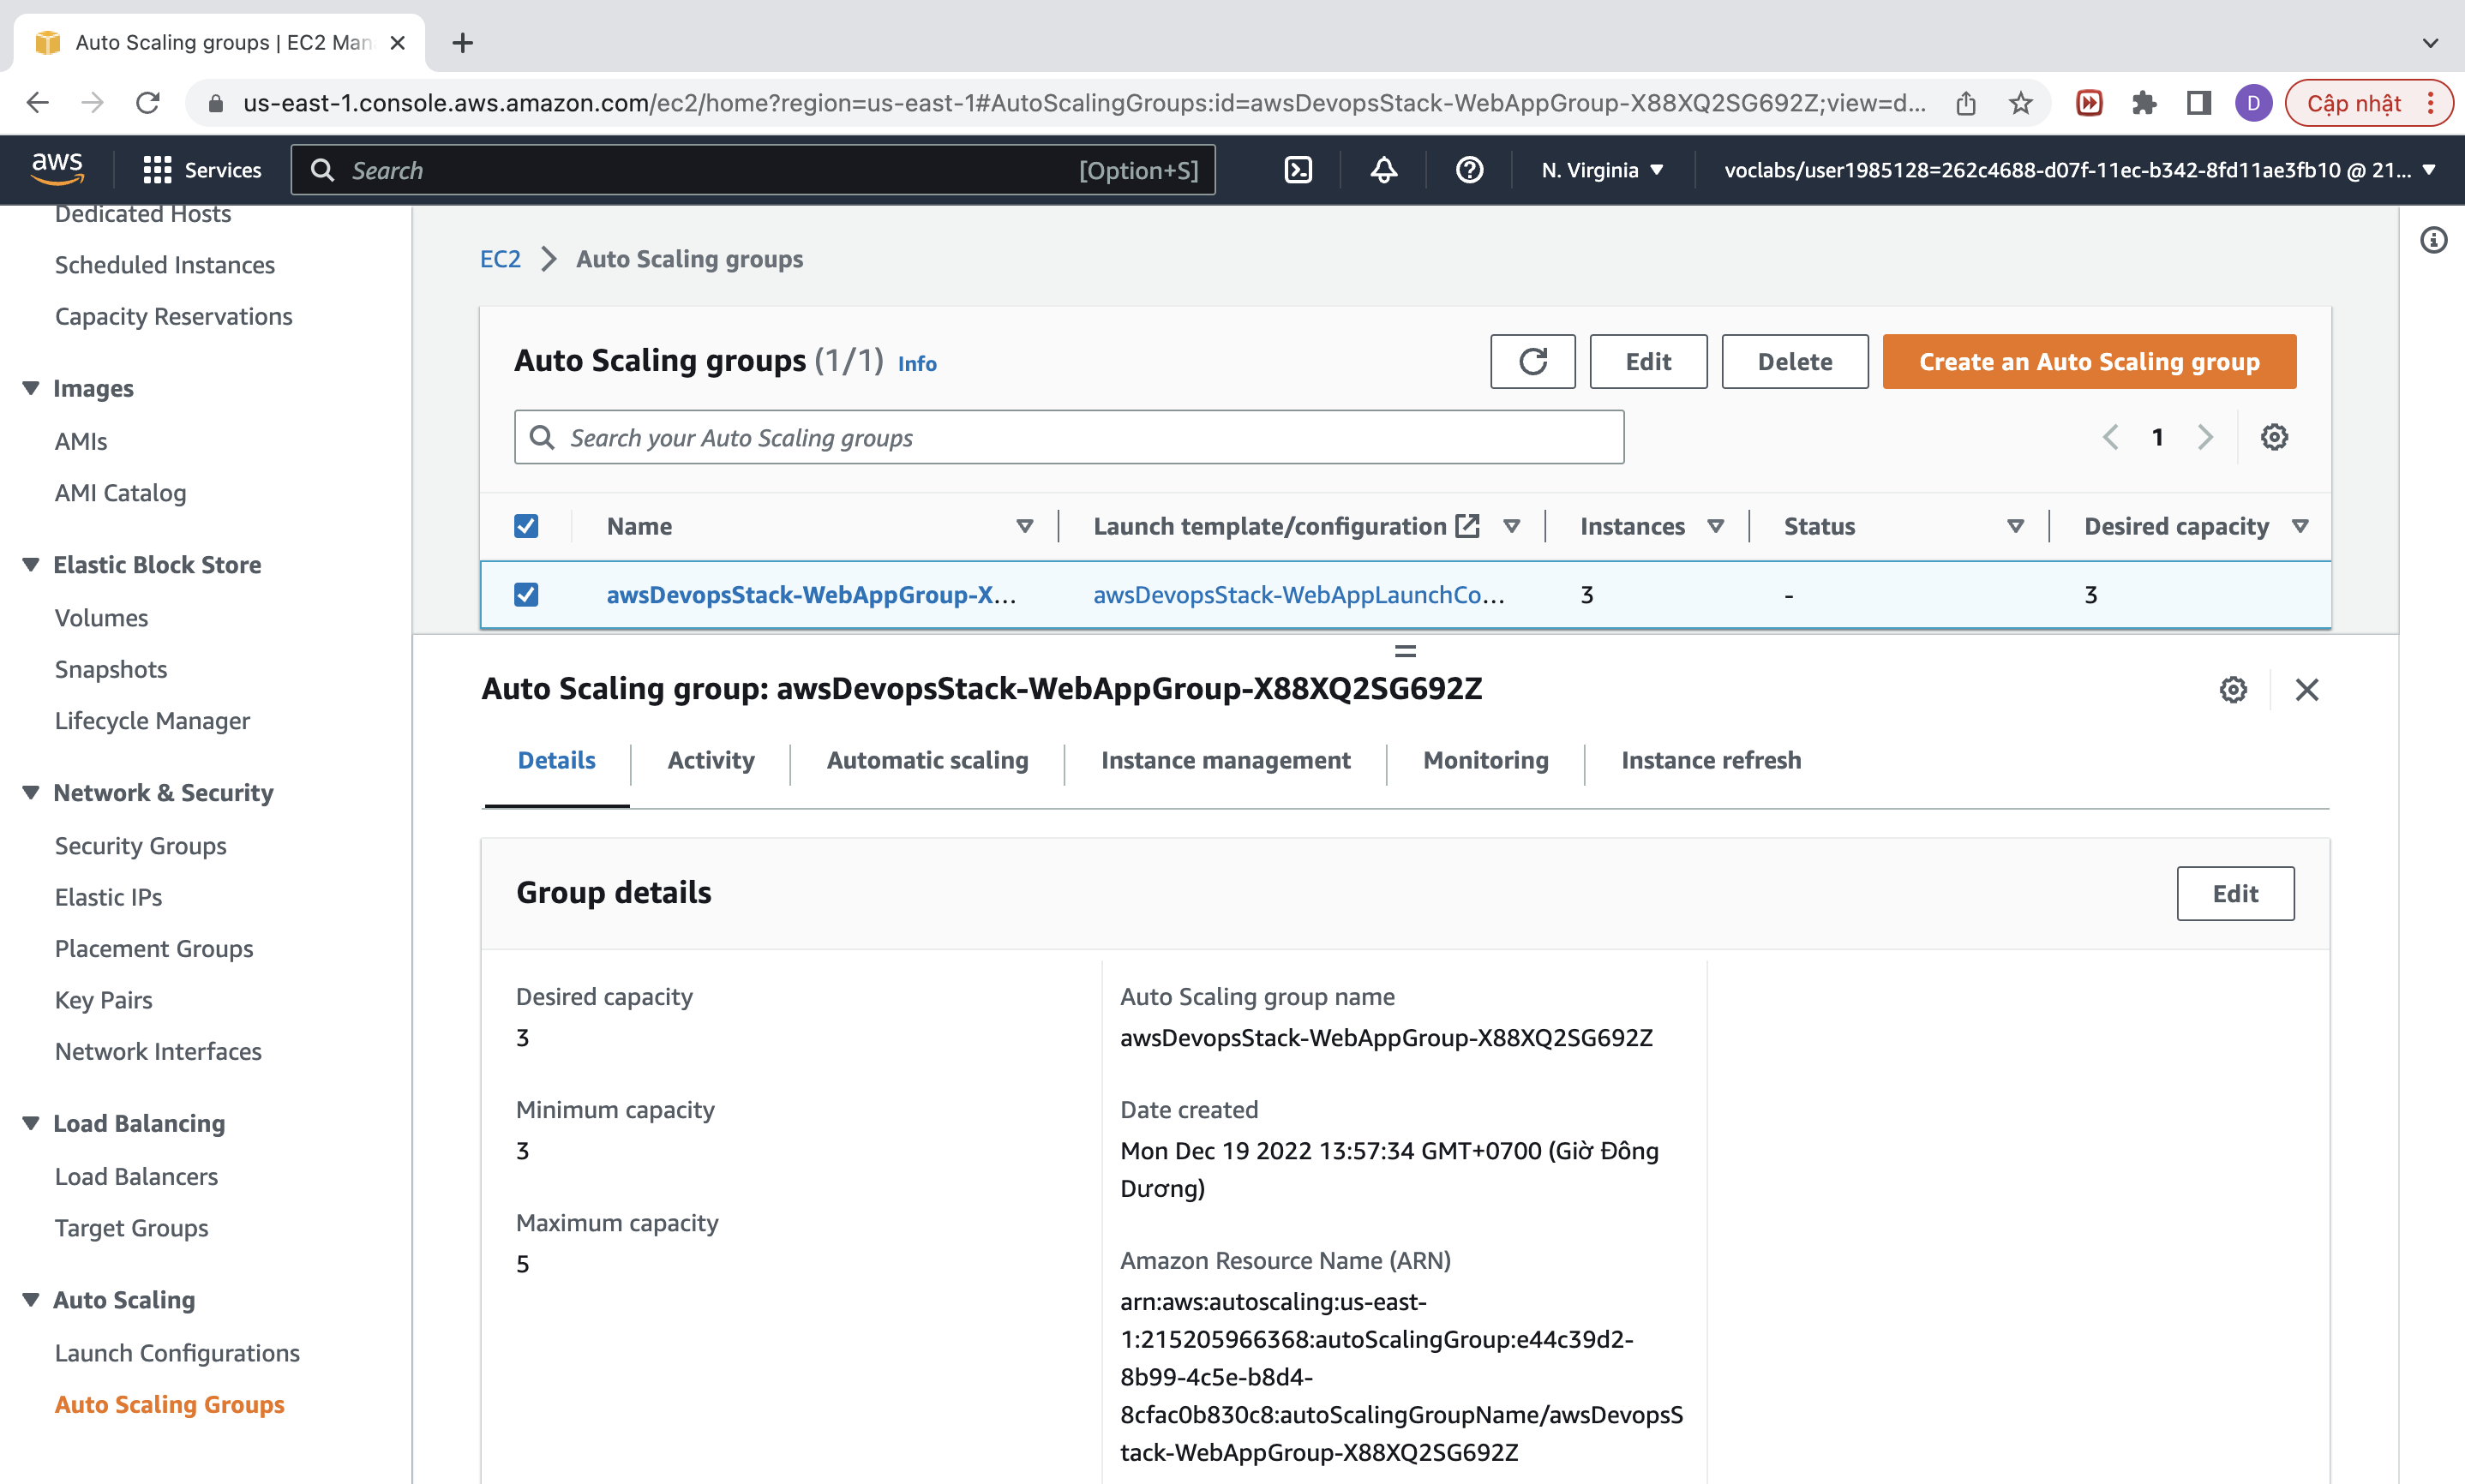 Auto Scaling groups | EC2 Man
us-east-1.console.aws.amazon.com/ec2/home?region=us-east-1#AutoScalingGroups:id=awsDevopsStack-WebAppGroup-X88XQ2SG692Z;view=d...
D
Cập nhật
aws
Services
Search
[Option+S]
N. Virginia
voclabs/user1985128=262c4688-d07f-11ec-b342-8fd11ae3fb10 @ 21...
Dedicated Hosts
Scheduled Instances
Capacity Reservations
Images
AMIs
AMI Catalog
Elastic Block Store
Volumes
Snapshots
Lifecycle Manager
Network & Security
Security Groups
Elastic IPs
Placement Groups
Key Pairs
Network Interfaces
Load Balancing
Load Balancers
Target Groups
Auto Scaling
Launch Configurations
Auto Scaling Groups
EC2 Auto Scaling groups
Auto Scaling groups (1/1) Info
Edit
Delete
Create an Auto Scaling group
Search your Auto Scaling groups
1
Name Launch template/configuration Instances Status Desired capacity
awsDevopsStack-WebAppGroup-X... awsDevopsStack-WebAppLaunchCo... 3 - 3
Auto Scaling group: awsDevopsStack-WebAppGroup-X88XQ2SG692Z
Details Activity Automatic scaling Instance management Monitoring Instance refresh
Group details
Edit
Desired capacity
3
Minimum capacity
3
Maximum capacity
5
Auto Scaling group name
awsDevopsStack-WebAppGroup-X88XQ2SG692Z
Date created
Mon Dec 19 2022 13:57:34 GMT+0700 (Giờ Đông
Dương)
Amazon Resource Name (ARN)
arn:aws:autoscaling:us-east-
1:215205966368:autoScalingGroup:e44c39d2-
8b99-4c5e-b8d4-
8cfac0b830c8:autoScalingGroupName/awsDevopsS
tack-WebAppGroup-X88XQ2SG692Z